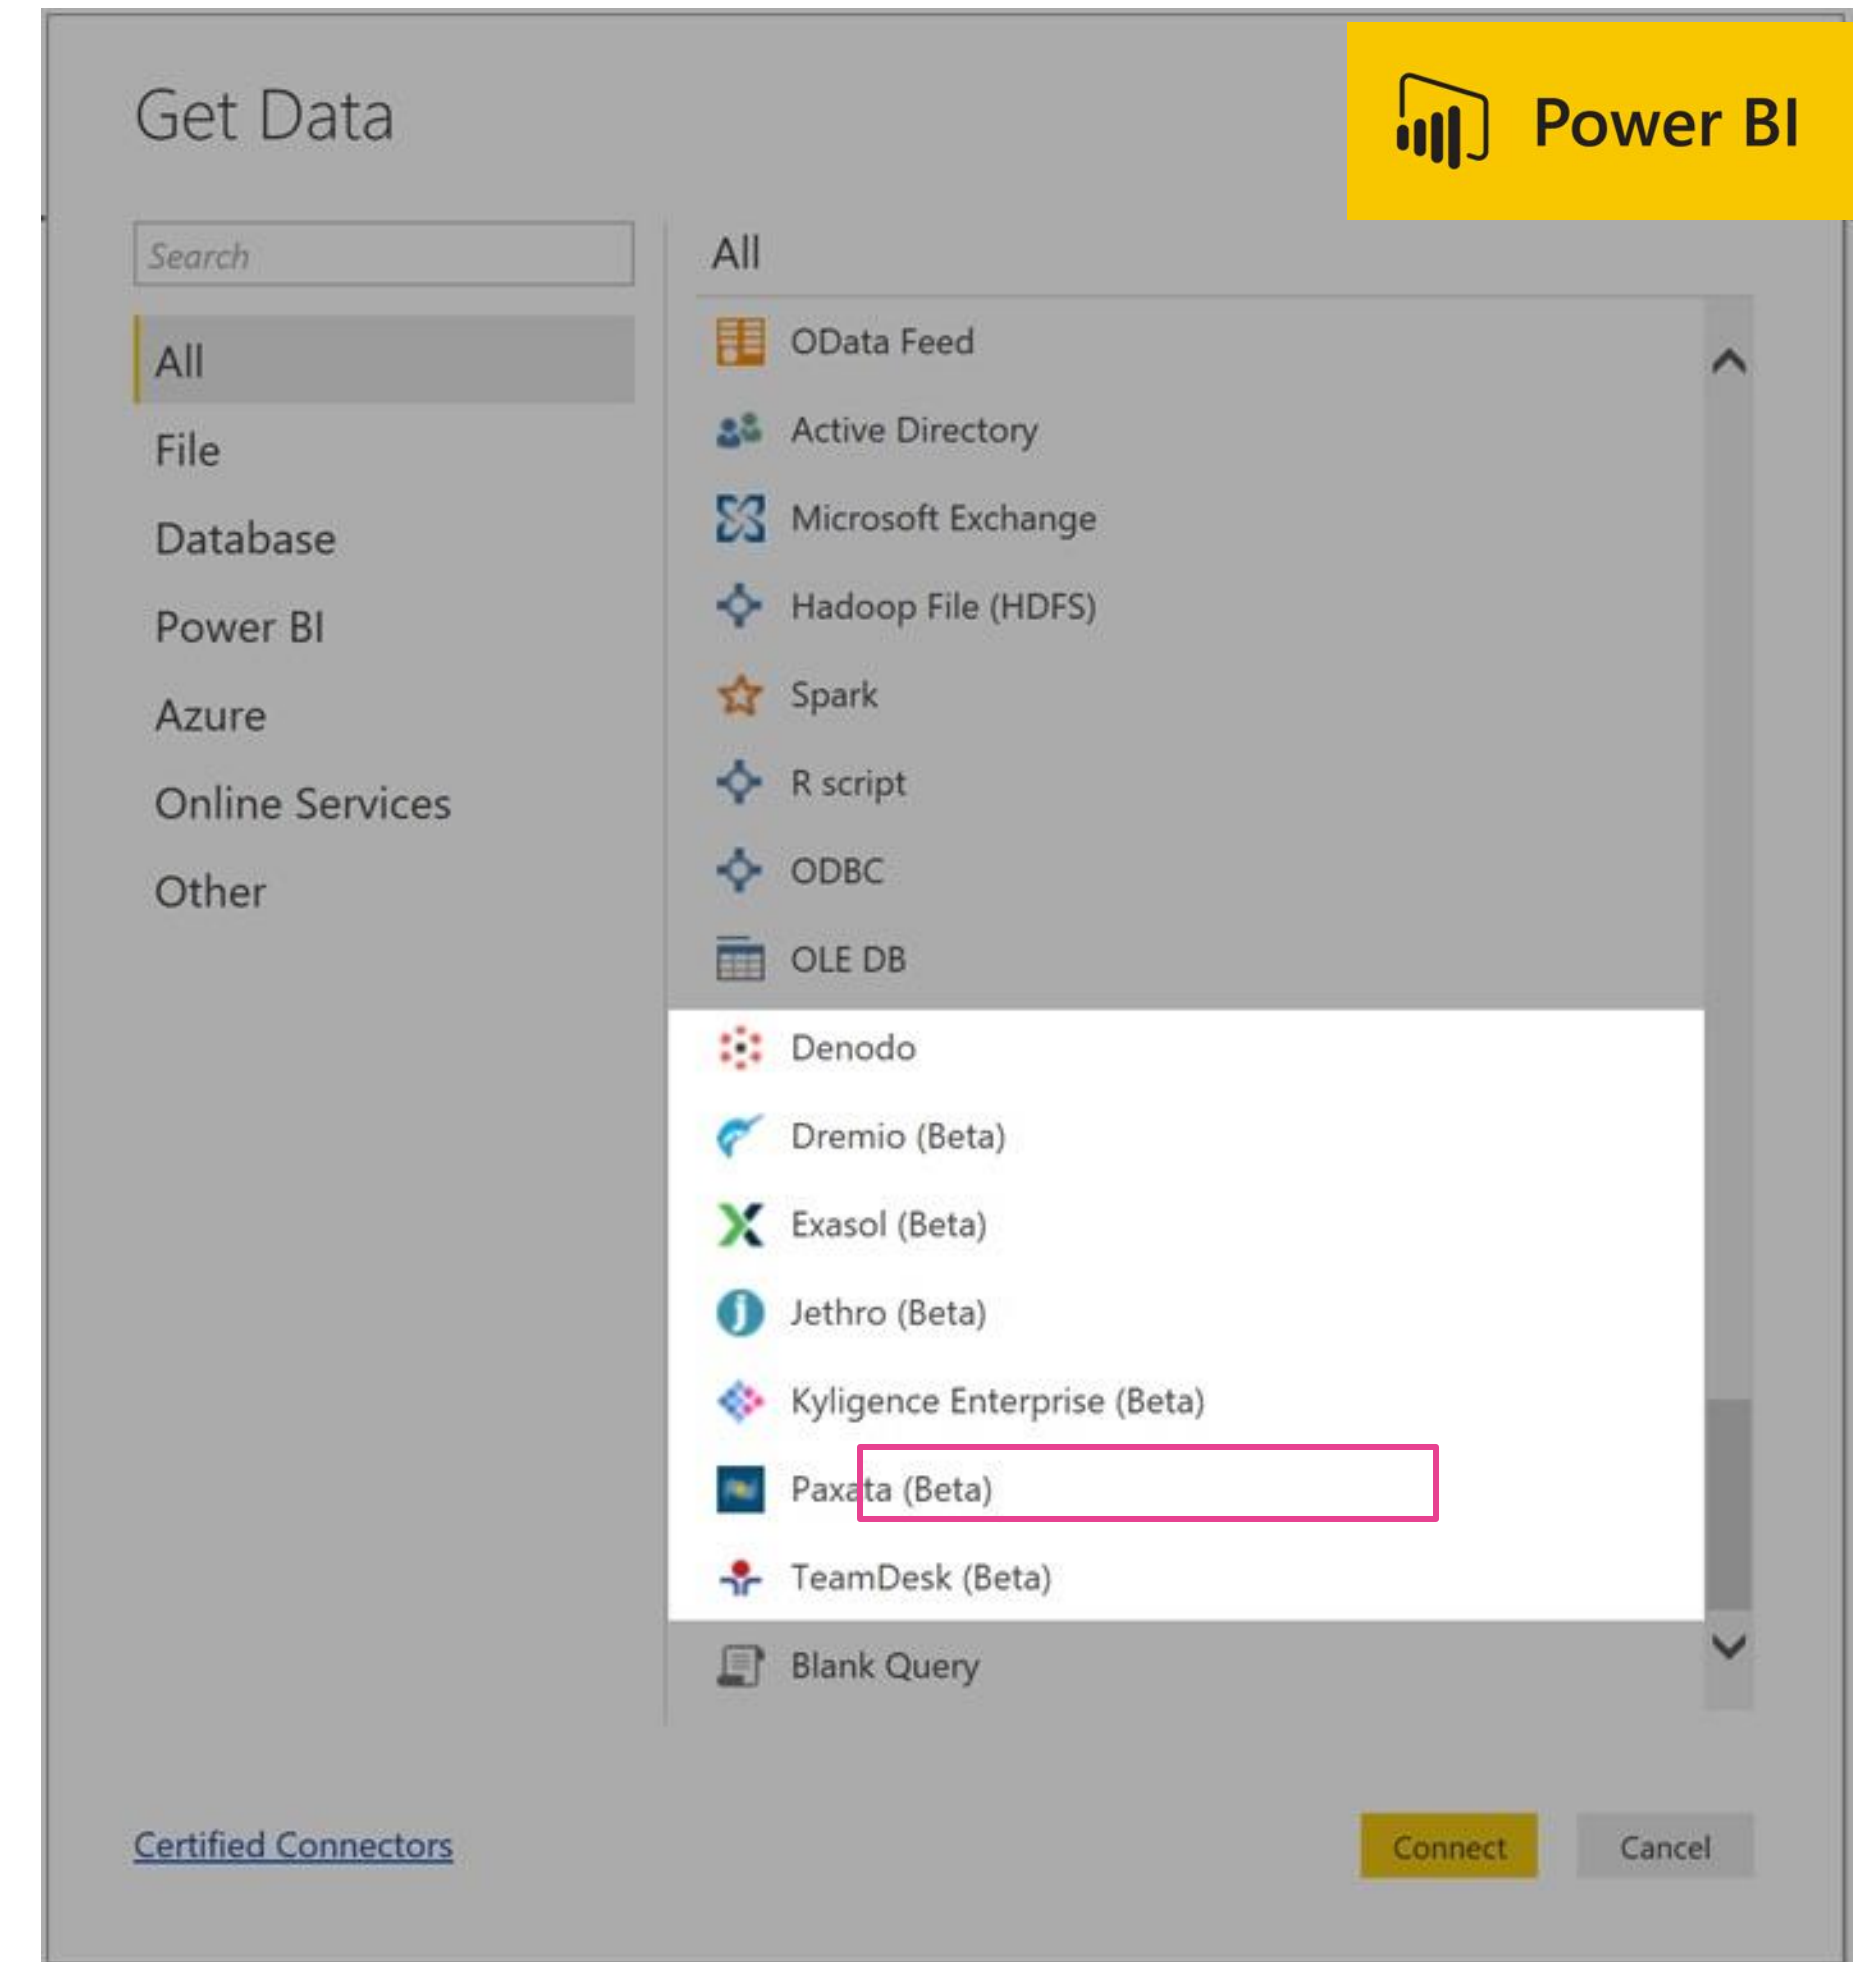 Get Data
Power BI
Search
All
File
Database
Power BI
Azure
Online Services
Other
All
OData Feed
Active Directory
Microsoft Exchange
Hadoop File (HDFS)
Spark
R script
ODBC
OLE DB
Denodo
Dremio (Beta)
Exasol (Beta)
Jethro (Beta)
Kyligence Enterprise (Beta)
Paxata (Beta)
TeamDesk (Beta)
Blank Query
Certified Connectors
Connect
Cancel